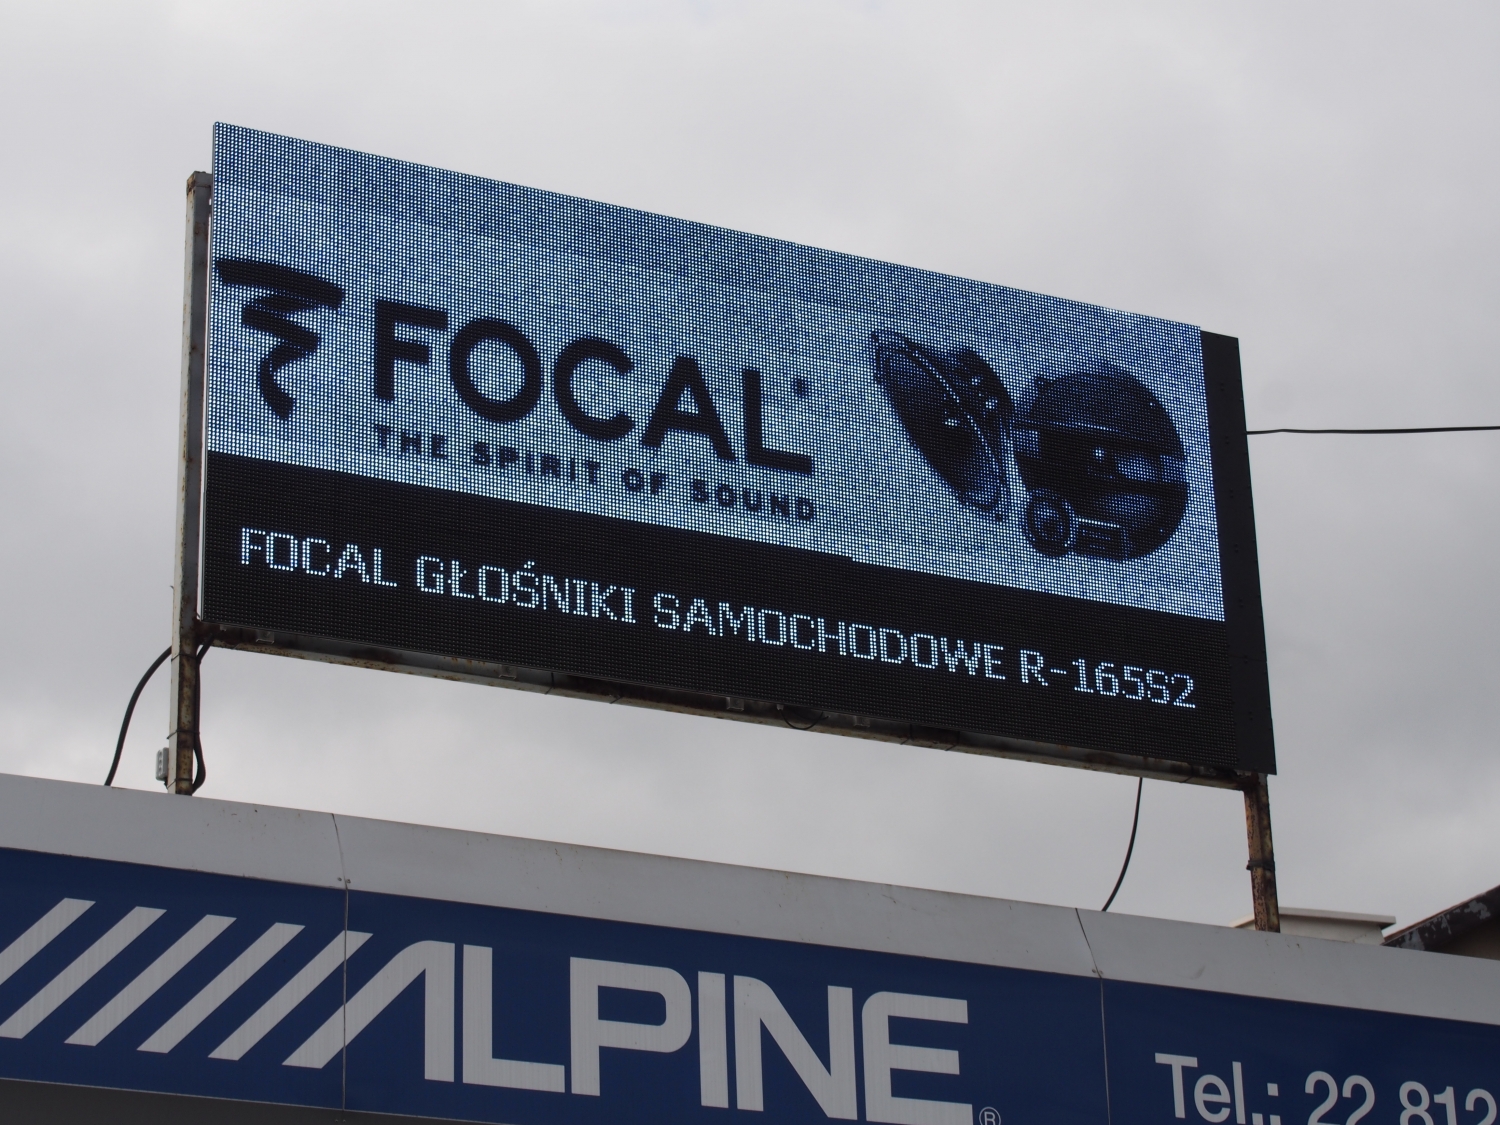 FOCAL®
THE SPIRIT OF SOUND
FOCAL GŁOŚNIKI SAMOCHODOWE R-165S2
ALPINE®
Tel.: 22 812